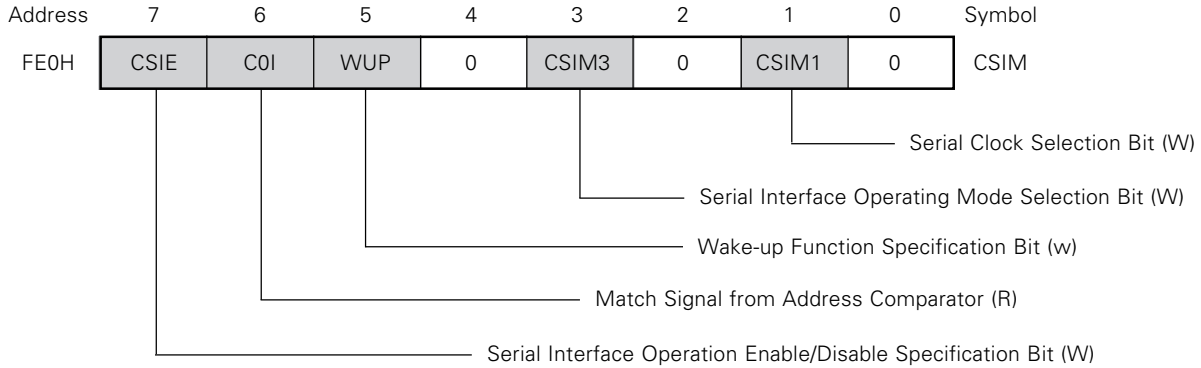 Address 7 6 5 4 3 2 1 0 Symbol
FE0H CSIE C0I WUP 0 CSIM3 0 CSIM1 0 CSIM
Serial Clock Selection Bit (W)
Serial Interface Operating Mode Selection Bit (W)
Wake-up Function Specification Bit (w)
Match Signal from Address Comparator (R)
Serial Interface Operation Enable/Disable Specification Bit (W)